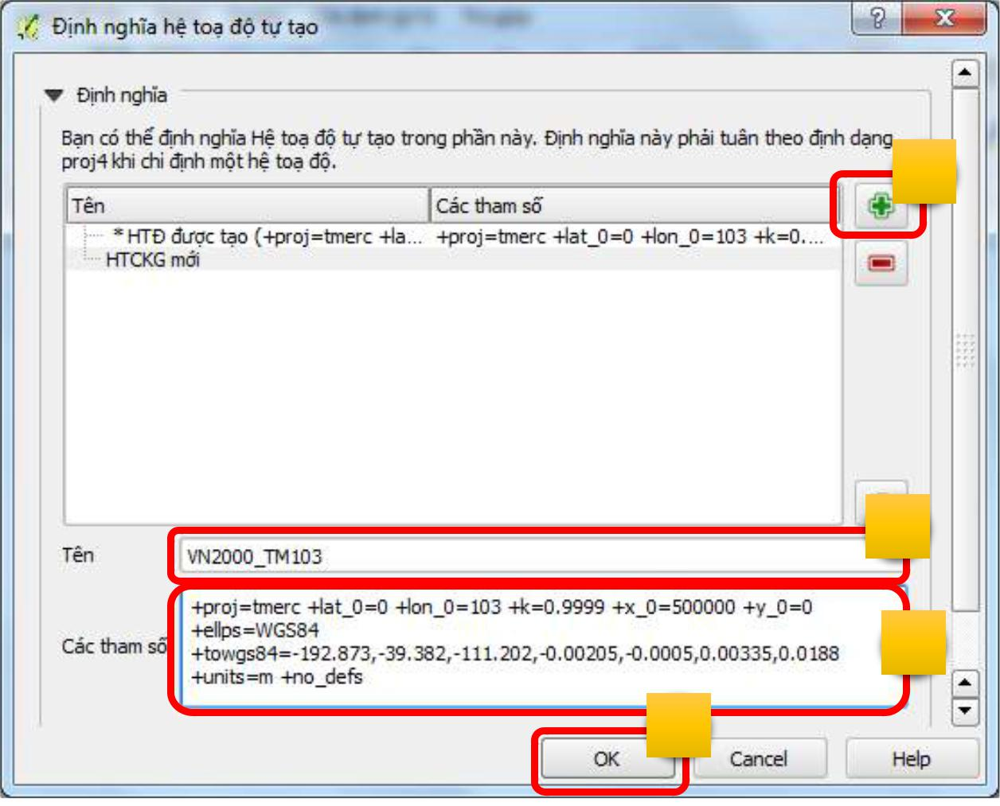 Định nghĩa hệ toạ độ tự tạo
Định nghĩa
Bạn có thể định nghĩa Hệ toạ độ tự tạo trong phần này. Định nghĩa này phải tuân theo định dạng
proj4 khi chỉ định một hệ toạ độ.
Tên Các tham số
* HTĐ được tạo (+proj=tmerc +la... +proj=tmerc +lat_0=0 +lon_0=103 +k=0....
HTCKG mới
Tên VN2000_TM103
+proj=tmerc +lat_0=0 +lon_0=103 +k=0.9999 +x_0=500000 +y_0=0
+ellps=WGS84
Các tham số
+towgs84=-192.873,-39.382,-111.202,-0.00205,-0.0005,0.00335,0.0188
+units=m +no_defs
OK Cancel Help